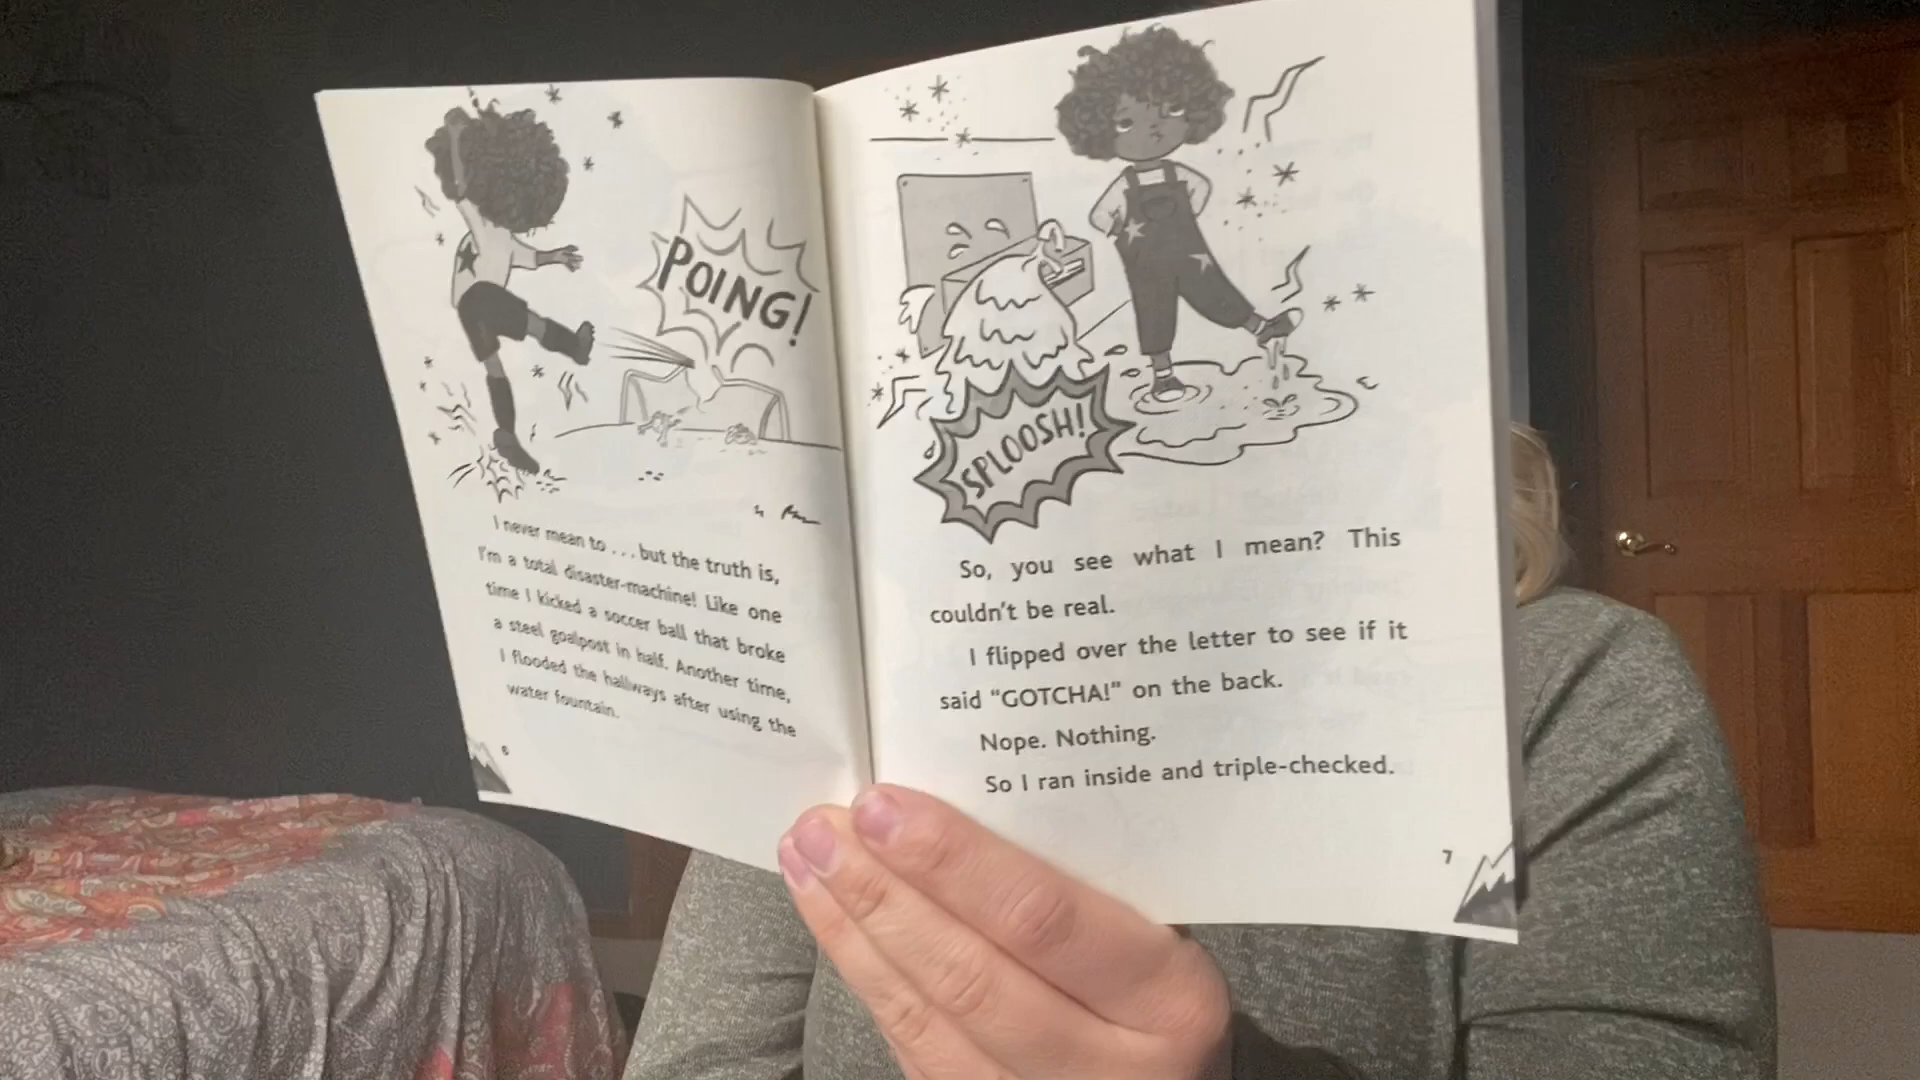 POING!
I never mean to . . . but the truth is,
I'm a total disaster-machine! Like one
time I kicked a soccer ball that broke
a steel goalpost in half. Another time,
I flooded the hallways after using the
water fountain.
6
SPLOOSH!
So, you see what I mean? This
couldn't be real.
I flipped over the letter to see if it
said “GOTCHA!” on the back.
Nope. Nothing.
So I ran inside and triple-checked.
7